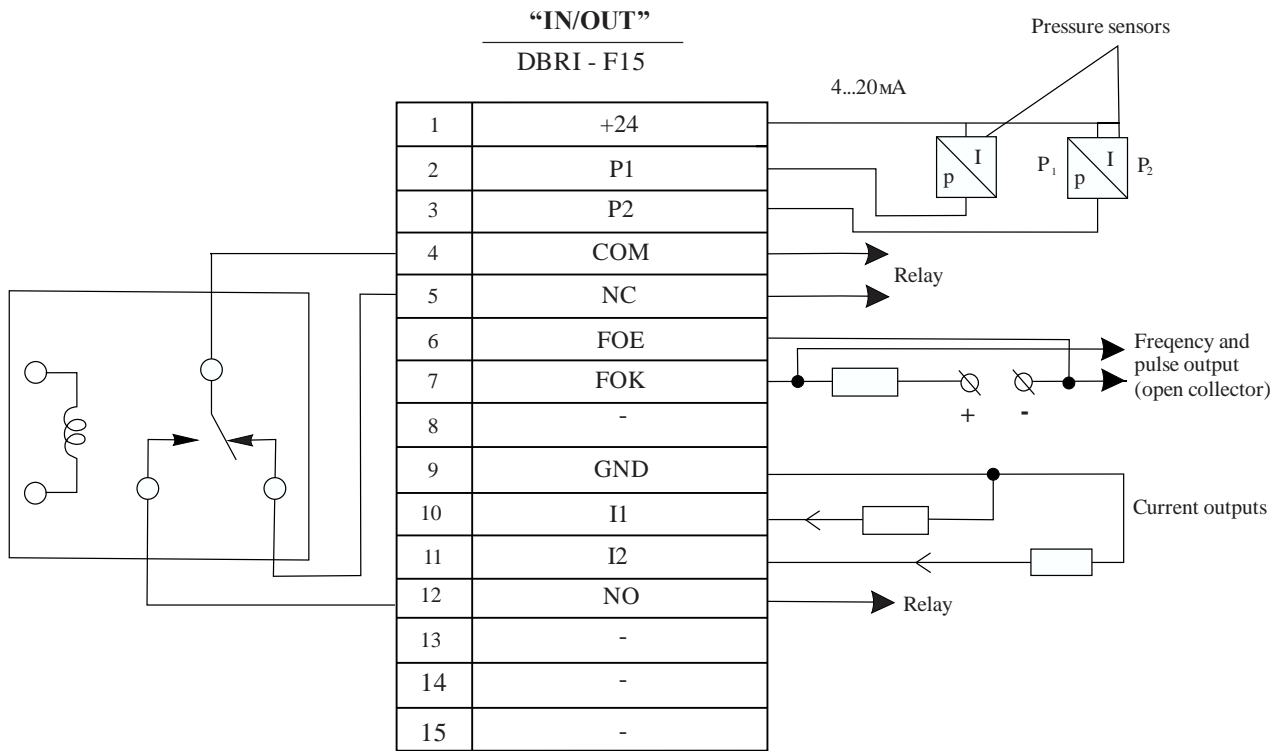 “IN/OUT”
DBRI - F15
Pressure sensors
4...20мА
1 +24
2 P1
3 P2
4 COM
5 NC
6 FOE
7 FOK
8 -
9 GND
10 I1
11 I2
12 NO
13 -
14 -
15 -
I
p
P₁
I
p
P₂
Relay
Freqency and
pulse output
(open collector)
+ -
Current outputs
Relay